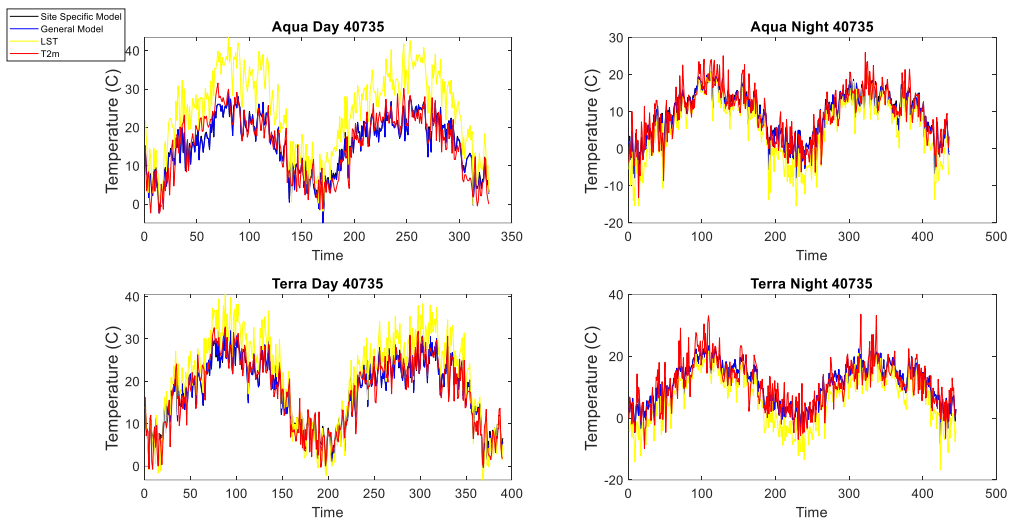 Site Specific Model
General Model
LST
T2m
Aqua Day 40735
Temperature (C)
40
30
20
10
0
0 50 100 150 200 250 300 350
Time
Aqua Night 40735
Temperature (C)
30
20
10
0
-10
-20
0 100 200 300 400 500
Time
Terra Day 40735
Temperature (C)
40
30
20
10
0
0 50 100 150 200 250 300 350 400
Time
Terra Night 40735
Temperature (C)
40
20
0
-20
0 100 200 300 400 500
Time